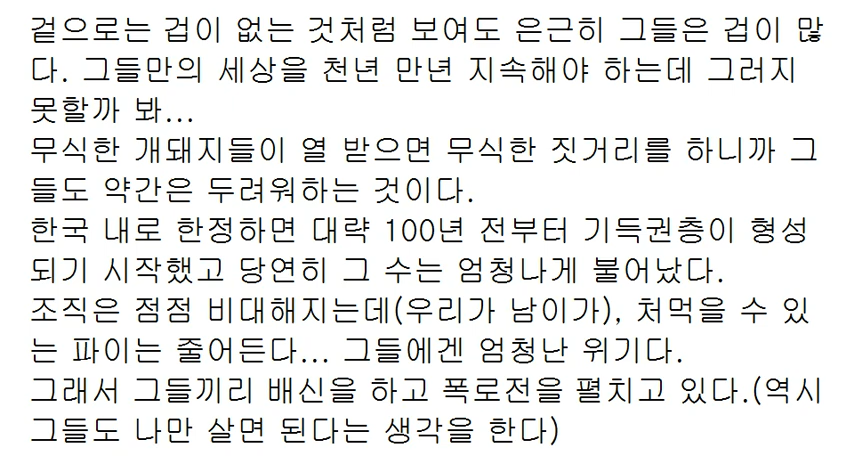 겉으로는 겁이 없는 것처럼 보여도 은근히 그들은 겁이 많
다. 그들만의 세상을 천년 만년 지속해야 하는데 그러지
못할까 봐...
무식한 개돼지들이 열 받으면 무식한 짓거리를 하니까 그
들도 약간은 두려워하는 것이다.
한국 내로 한정하면 대략 100년 전부터 기득권층이 형성
되기 시작했고 당연히 그 수는 엄청나게 불어났다.
조직은 점점 비대해지는데(우리가 남이가), 처먹을 수 있
는 파이는 줄어든다... 그들에겐 엄청난 위기다.
그래서 그들끼리 배신을 하고 폭로전을 펼치고 있다.(역시
그들도 나만 살면 된다는 생각을 한다)